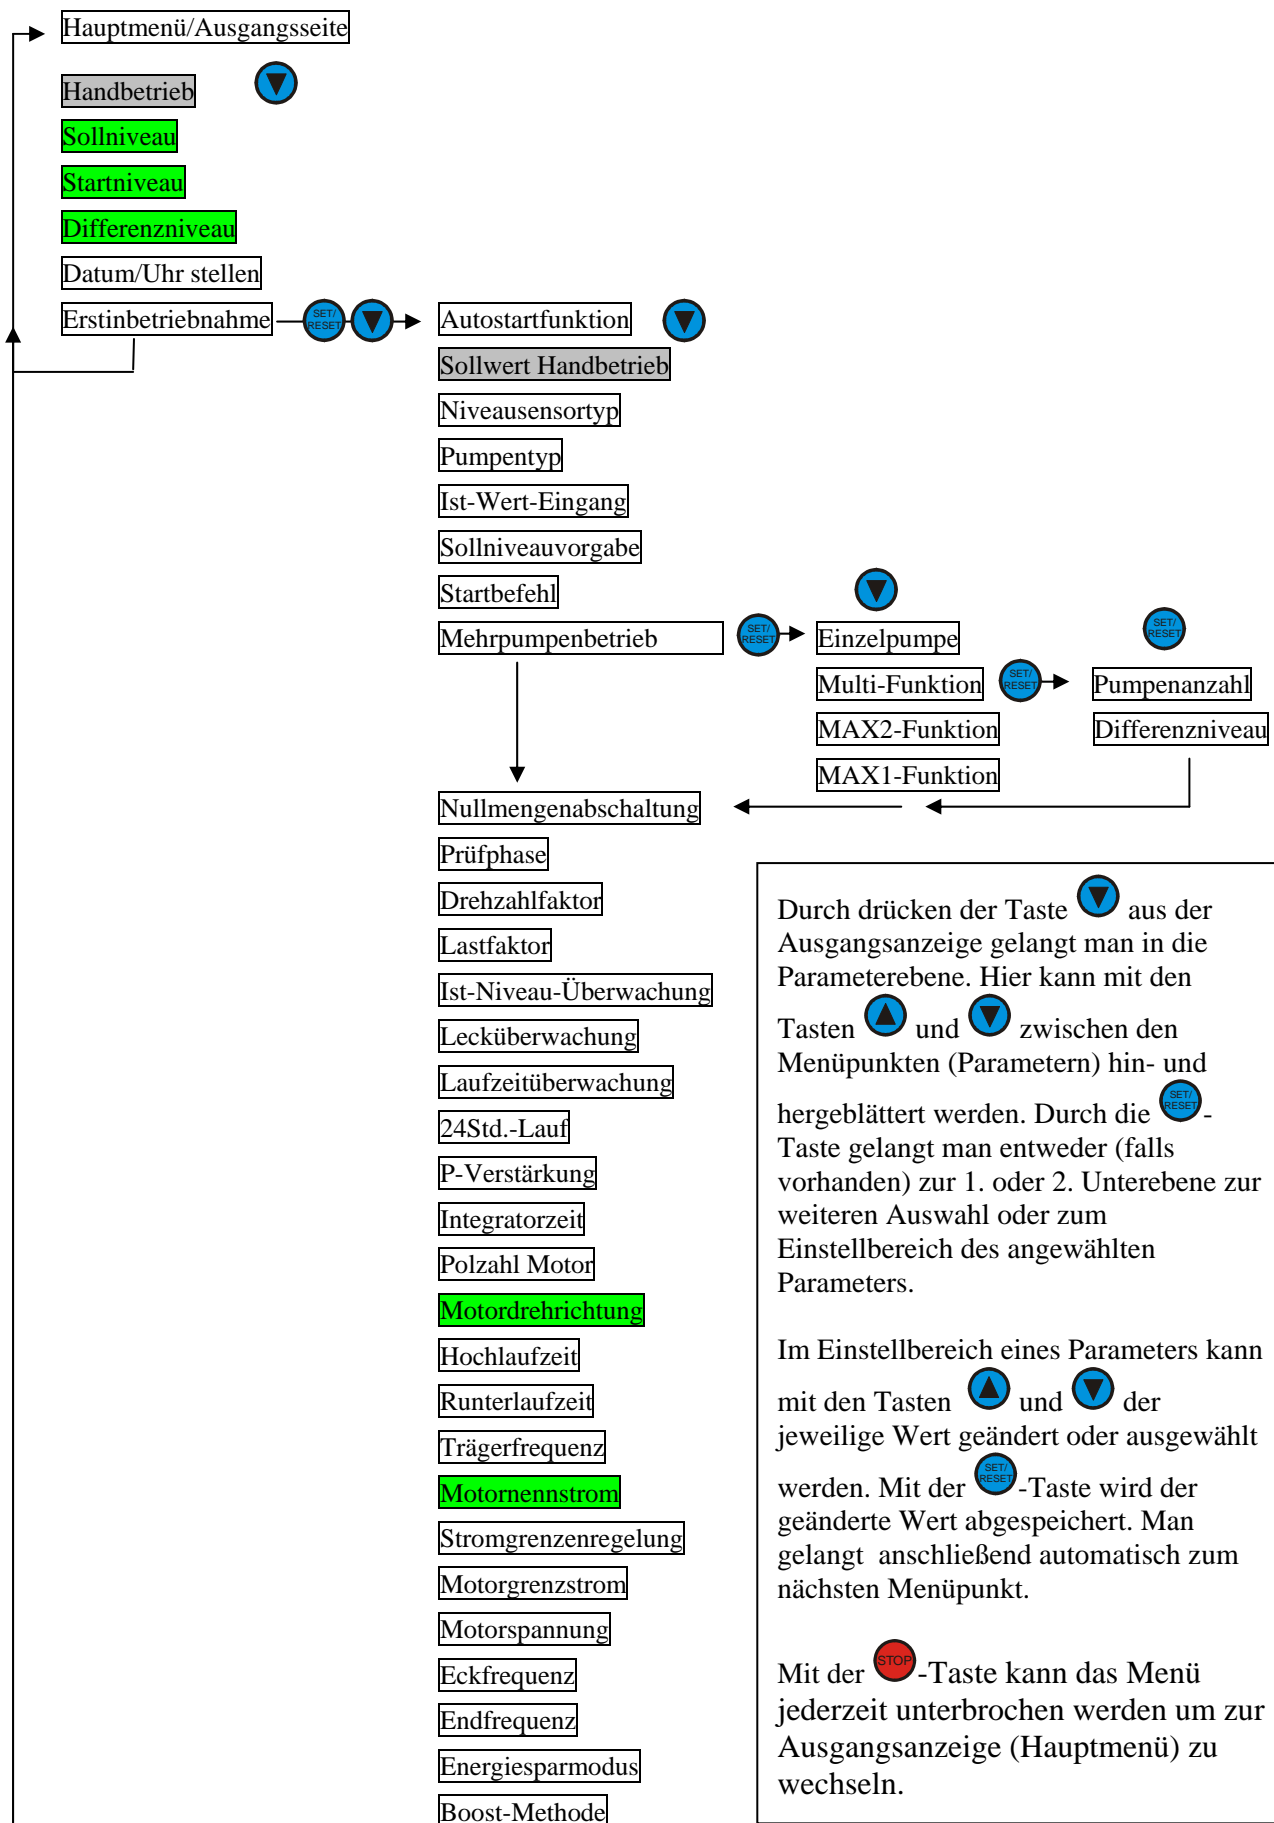 Hauptmenü/Ausgangsseite
Handbetrieb
Sollniveau
Startniveau
Differenzniveau
Datum/Uhr stellen
Erstinbetriebnahme
SET/
RESET
Autostartfunktion
Sollwert Handbetrieb
Niveausensortyp
Pumpentyp
Ist-Wert-Eingang
Sollniveauvorgabe
Startbefehl
Mehrpumpenbetrieb
SET/
RESET
Einzelpumpe
Multi-Funktion
MAX2-Funktion
MAX1-Funktion
SET/
RESET
SET/
RESET
Pumpenanzahl
Differenzniveau
Nullmengenabschaltung
Prüfphase
Drehzahlfaktor
Lastfaktor
Ist-Niveau-Überwachung
Lecküberwachung
Laufzeitüberwachung
24Std.-Lauf
P-Verstärkung
Integratorzeit
Polzahl Motor
Motordrehrichtung
Hochlaufzeit
Runterlaufzeit
Trägerfrequenz
Motornennstrom
Stromgrenzenregelung
Motorgrenzstrom
Motorspannung
Eckfrequenz
Endfrequenz
Energiesparmodus
Boost-Methode
Durch drücken der Taste aus der
Ausgangsanzeige gelangt man in die
Parameterebene. Hier kann mit den
Tasten und zwischen den
Menüpunkten (Parametern) hin- und
hergeblättert werden. Durch die SET/RESET -
Taste gelangt man entweder (falls
vorhanden) zur 1. oder 2. Unterebene zur
weiteren Auswahl oder zum
Einstellbereich des angewählten
Parameters.
Im Einstellbereich eines Parameters kann
mit den Tasten und der
jeweilige Wert geändert oder ausgewählt
werden. Mit der SET/RESET -Taste wird der
geänderte Wert abgespeichert. Man
gelangt anschließend automatisch zum
nächsten Menüpunkt.
Mit der STOP -Taste kann das Menü
jederzeit unterbrochen werden um zur
Ausgangsanzeige (Hauptmenü) zu
wechseln.